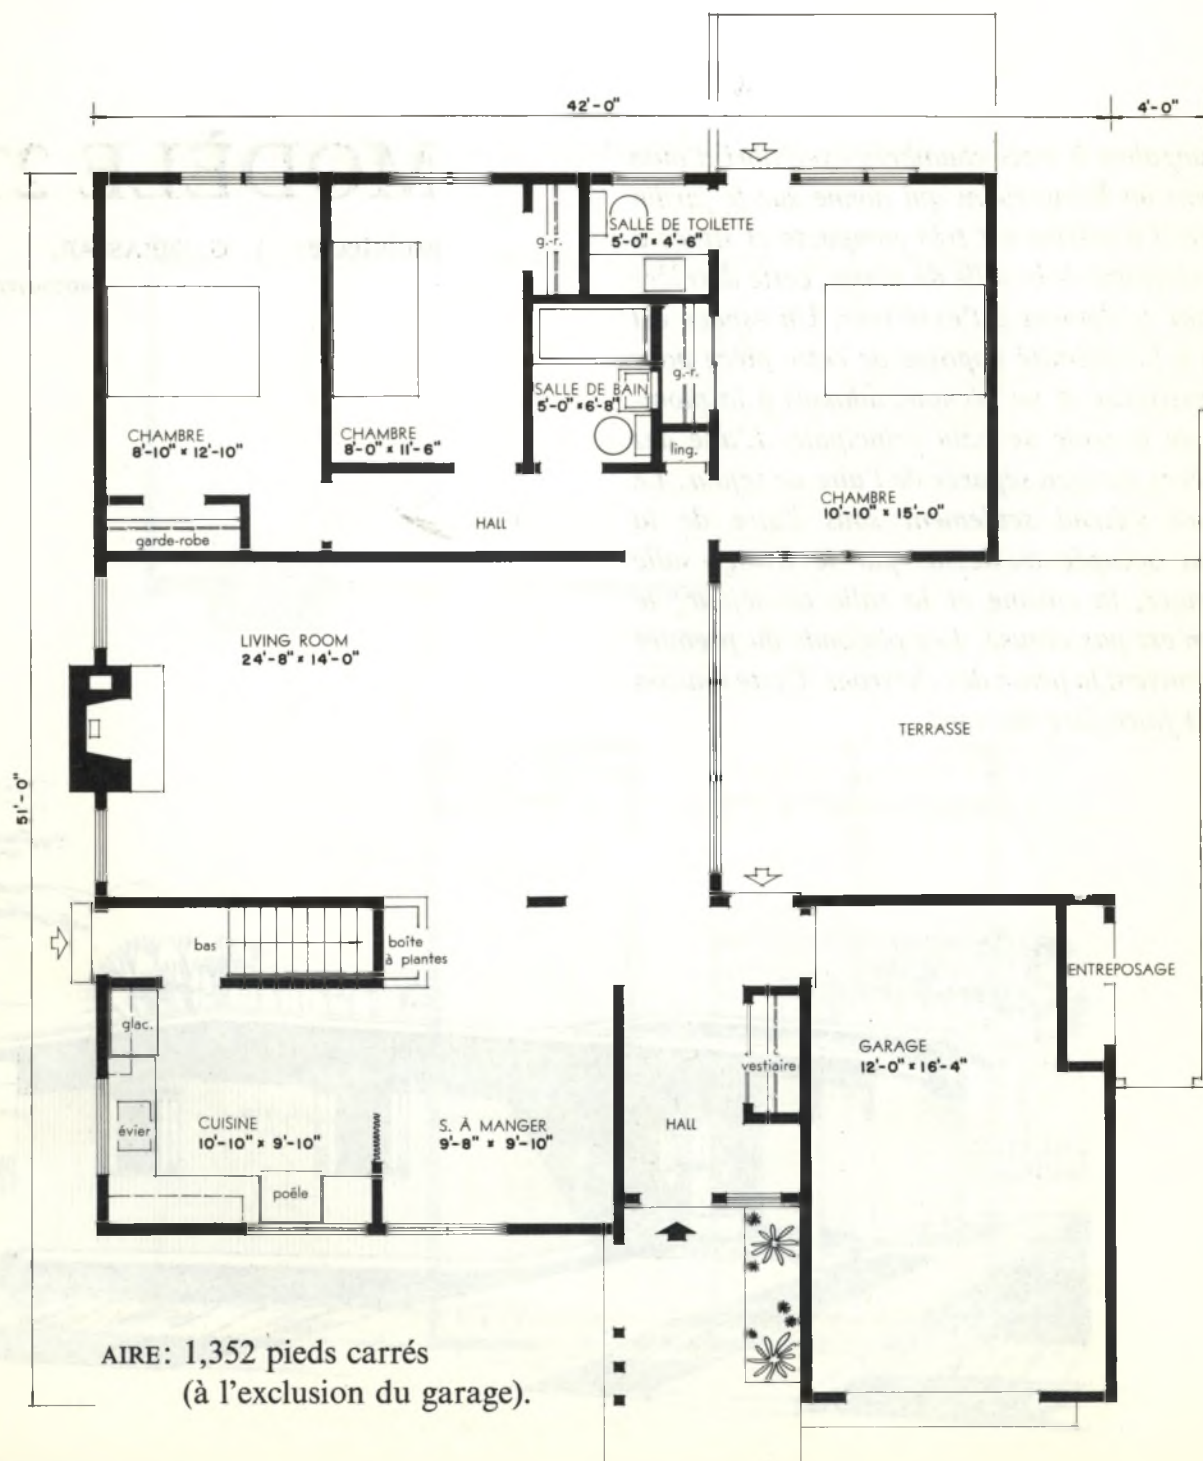 42'-0"
4'-0"
SALLE DE TOILETTE
5'-0" × 4'-6"
g.-r.
g.-r.
SALLE DE BAIN
5'-0" × 6'-8"
CHAMBRE
8'-10" × 12'-10"
CHAMBRE
8'-0" × 11'-6"
ling.
CHAMBRE
10'-10" × 15'-0"
HALL
garde-robe
LIVING ROOM
24'-8" × 14'-0"
TERRASSE
51'-0"
bas
boîte
à plantes
ENTREPOSAGE
glac.
GARAGE
12'-0" × 16'-4"
vestiaire
évier
CUISINE
10'-10" × 9'-10"
S. À MANGER
9'-8" × 9'-10"
HALL
poêle
AIRE: 1,352 pieds carrés
(à l'exclusion du garage).